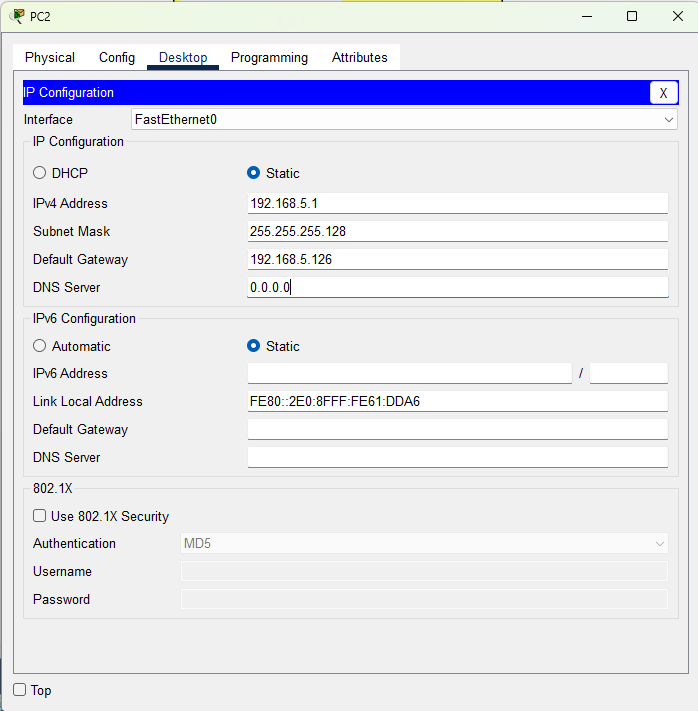 PC2
Physical Config Desktop Programming Attributes
IP Configuration X
Interface FastEthernet0
IP Configuration
DHCP Static
IPv4 Address 192.168.5.1
Subnet Mask 255.255.255.128
Default Gateway 192.168.5.126
DNS Server 0.0.0.0
IPv6 Configuration
Automatic Static
IPv6 Address /
Link Local Address FE80::2E0:8FFF:FE61:DDA6
Default Gateway
DNS Server
802.1X
Use 802.1X Security
Authentication MD5
Username
Password
Top